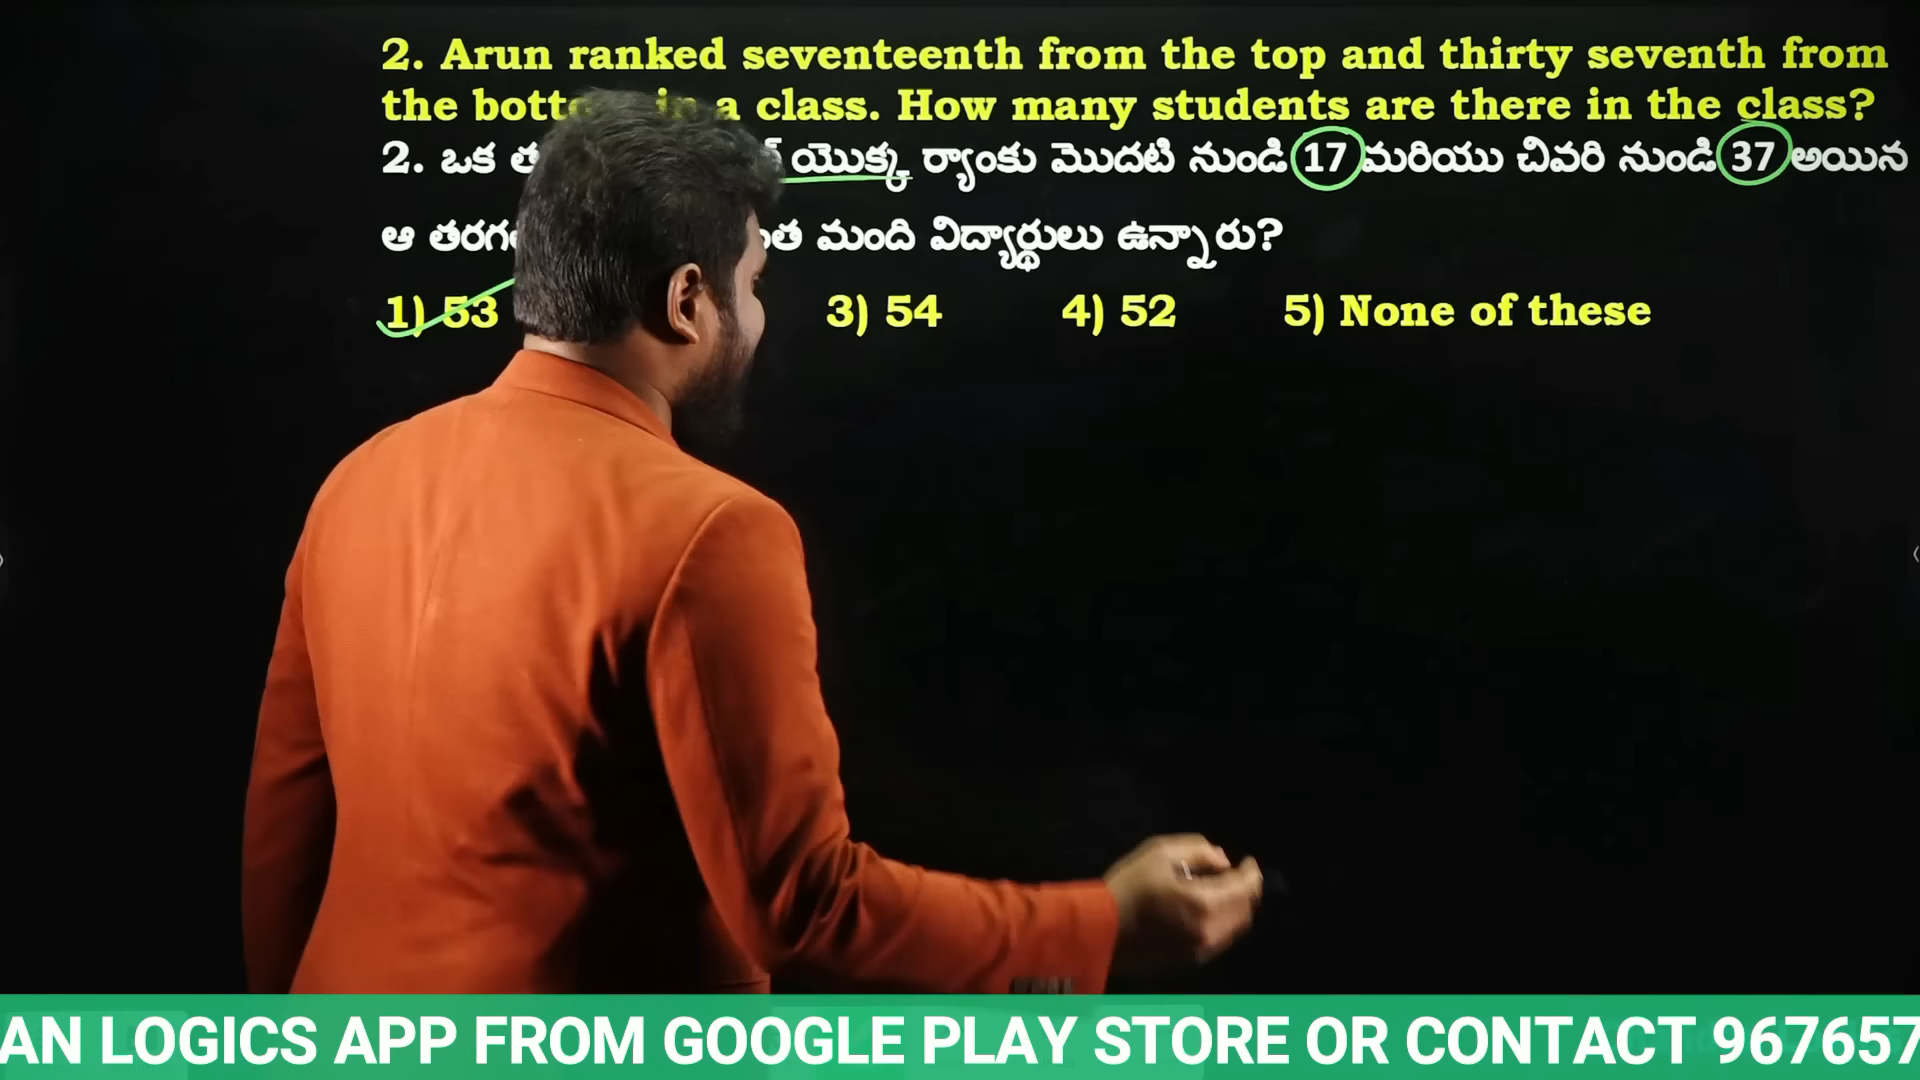 2. Arun ranked seventeenth from the top and thirty seventh from
the in a class. How many students are there in the class?
2. ఒక యొక్క ర్యాంకు మొదటి నుండి 17 మరియు చివరి నుండి 37 అయిన
ఆ మంది విద్యార్థులు ఉన్నారు?
1) 53 3) 54 4) 52 5) None of these
AN LOGICS APP FROM GOOGLE PLAY STORE OR CONTACT 967657